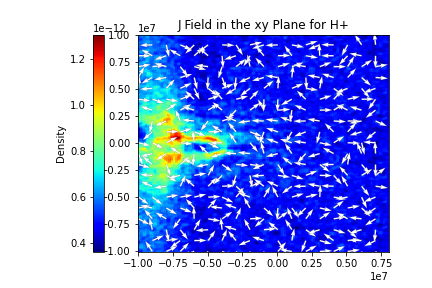 J Field in the xy Plane for H+
1e−12
1e7
Density
1.2
1.0
0.8
0.6
0.4
1.00
0.75
0.50
0.25
0.00
−0.25
−0.50
−0.75
−1.00
−1.00 −0.75 −0.50 −0.25 0.00 0.25 0.50 0.75
1e7